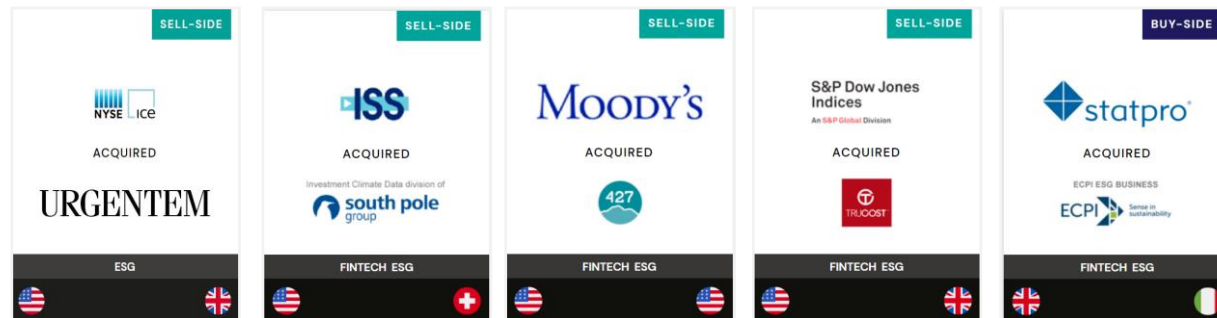 SELL-SIDE
NYSE ICE
ACQUIRED
URGENTEM
ESG
SELL-SIDE
ISS
ACQUIRED
Investment Climate Data division of
south pole
group
FINTECH ESG
SELL-SIDE
MOODY'S
ACQUIRED
427
FINTECH ESG
SELL-SIDE
S&P Dow Jones
Indices
An S&P Global Division
ACQUIRED
TRUCOST
FINTECH ESG
BUY-SIDE
statpro
ACQUIRED
ECPI ESG BUSINESS
ECPI Sense in
sustainability
FINTECH ESG